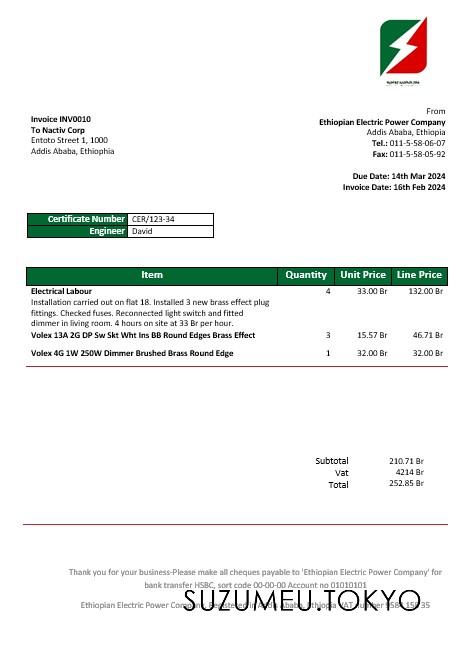 From
Invoice INV0010
Ethiopian Electric Power Company
To Nactiv Corp
Addis Ababa, Ethiopia
Entoto Street 1, 1000
Tel.: 011-5-58-06-07
Addis Ababa, Ethiophia
Fax: 011-5-58-05-92
Due Date: 14th Mar 2024
Invoice Date: 16th Feb 2024
Certificate Number CER/123-34
Engineer David
Item Quantity Unit Price Line Price
Electrical Labour 4 33.00 Br 132.00 Br
Installation carried out on flat 18. Installed 3 new brass effect plug
fittings. Checked fuses. Reconnected light switch and fitted
dimmer in living room. 4 hours on site at 33 Br per hour.
Volex 13A 2G DP Sw Skt Wht Ins BB Round Edges Brass Effect 3 15.57 Br 46.71 Br
Volex 4G 1W 250W Dimmer Brushed Brass Round Edge 1 32.00 Br 32.00 Br
Subtotal 210.71 Br
Vat 4214 Br
Total 252.85 Br
Thank you for your business-Please make all cheques payable to 'Ethiopian Electric Power Company' for
bank transfer HSBC, sort code 00-00-00 Account no 01010101
Ethiopian Electric Power Company, Registered in Addis Ababa, Ethiopia VAT number
SUZUMEU.TOKYO